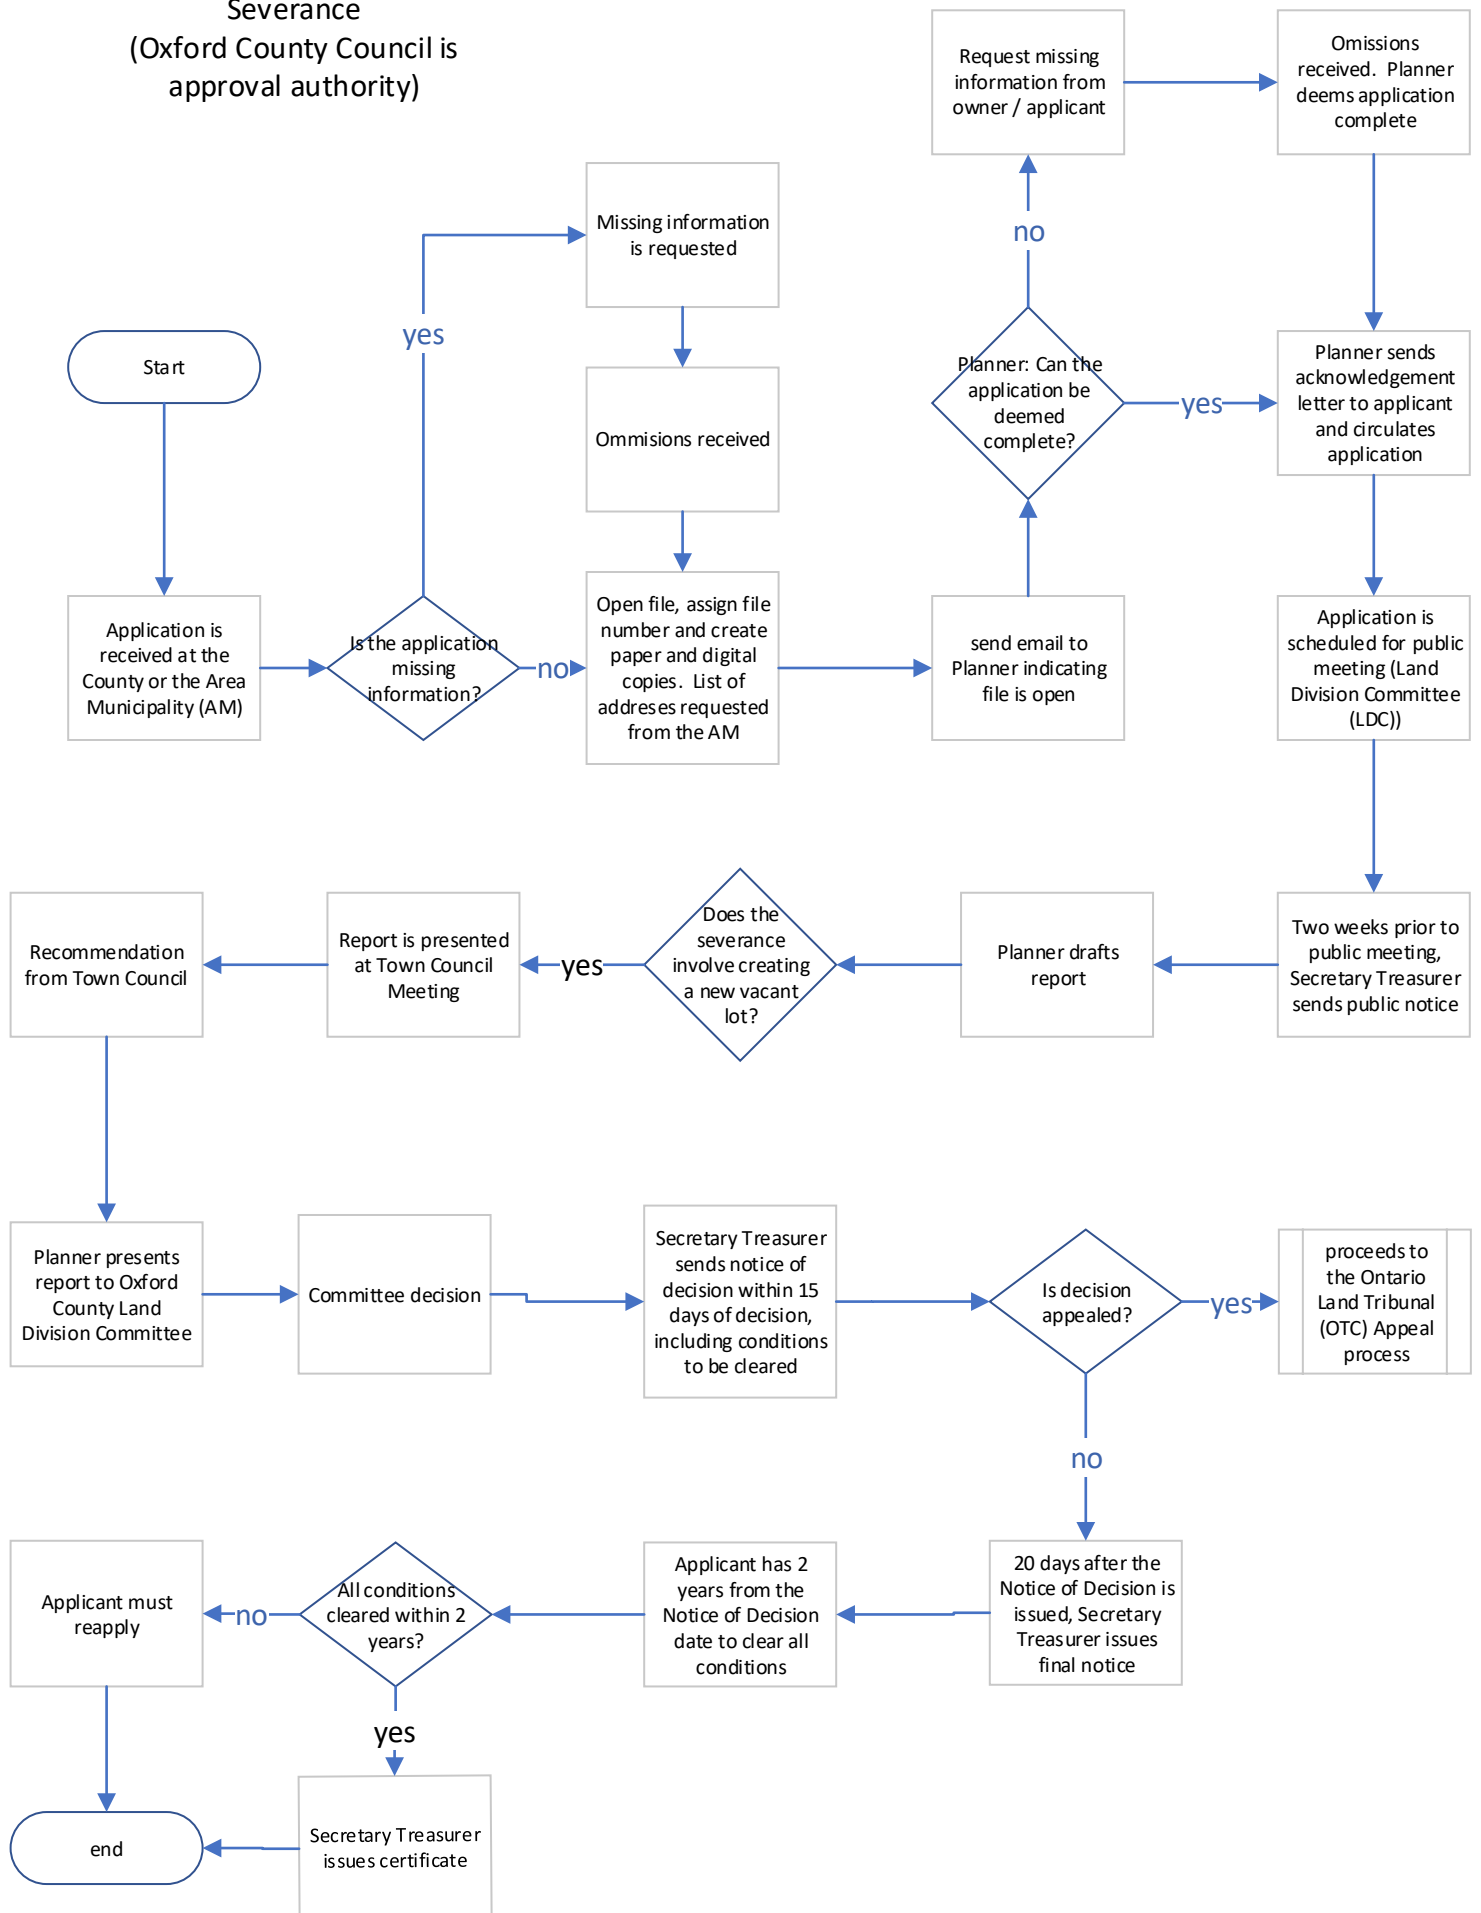 Severance
(Oxford County Council is
approval authority)
Request missing
information from
owner / applicant
Omissions
received. Planner
deems application
complete
Missing information
is requested
no
yes
Start
Planner: Can the
application be
deemed
complete?
yes
Planner sends
acknowledgement
letter to applicant
and circulates
application
Ommisions received
Application is
received at the
County or the Area
Municipality (AM)
Is the application
missing
information?
no
Open file, assign file
number and create
paper and digital
copies. List of
addreses requested
from the AM
send email to
Planner indicating
file is open
Application is
scheduled for public
meeting (Land
Division Committee
(LDC))
Recommendation
from Town Council
Report is presented
at Town Council
Meeting
yes
Does the
severance
involve creating
a new vacant
lot?
Planner drafts
report
Two weeks prior to
public meeting,
Secretary Treasurer
sends public notice
Planner presents
report to Oxford
County Land
Division Committee
Committee decision
Secretary Treasurer
sends notice of
decision within 15
days of decision,
including conditions
to be cleared
Is decision
appealed?
yes
proceeds to
the Ontario
Land Tribunal
(OTC) Appeal
process
no
Applicant must
reapply
no
All conditions
cleared within 2
years?
Applicant has 2
years from the
Notice of Decision
date to clear all
conditions
20 days after the
Notice of Decision is
issued, Secretary
Treasurer issues
final notice
yes
end
Secretary Treasurer
issues certificate